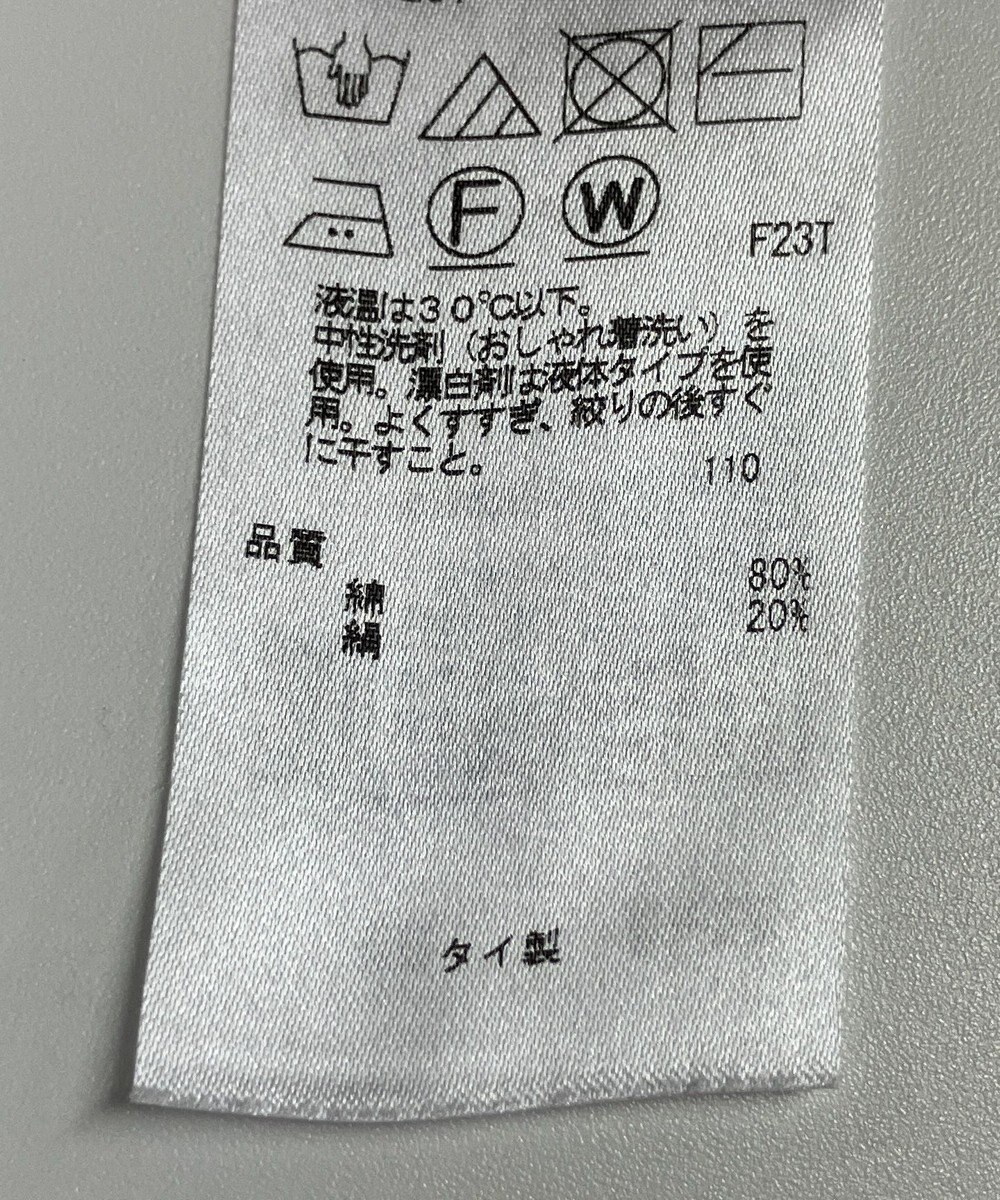 F
W
F23T
液温は30℃以下。
中性洗剤(おしゃれ着洗い)を
使用。漂白剤は液体タイプを使
用。よくすすぎ、絞りの後すぐ
に干すこと。
110
品質
綿 80%
絹 20%
タイ製